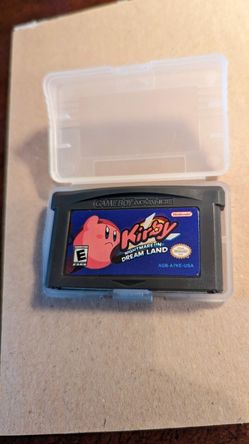 GAME BOY ADVANCE
Nintendo
Kirby
NIGHTMARE IN
DREAM LAND
E
AGB-A7KE-USA